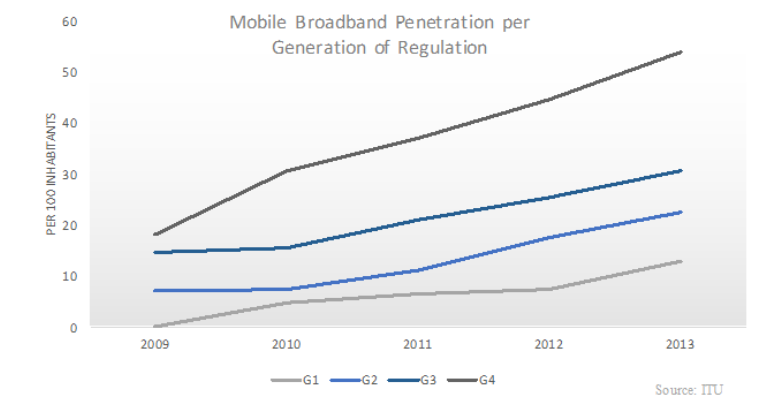 Mobile Broadband Penetration per
Generation of Regulation
60
50
40
30
20
10
0
PER 100 INHABITANTS
2009 2010 2011 2012 2013
G1 G2 G3 G4
Source: ITU